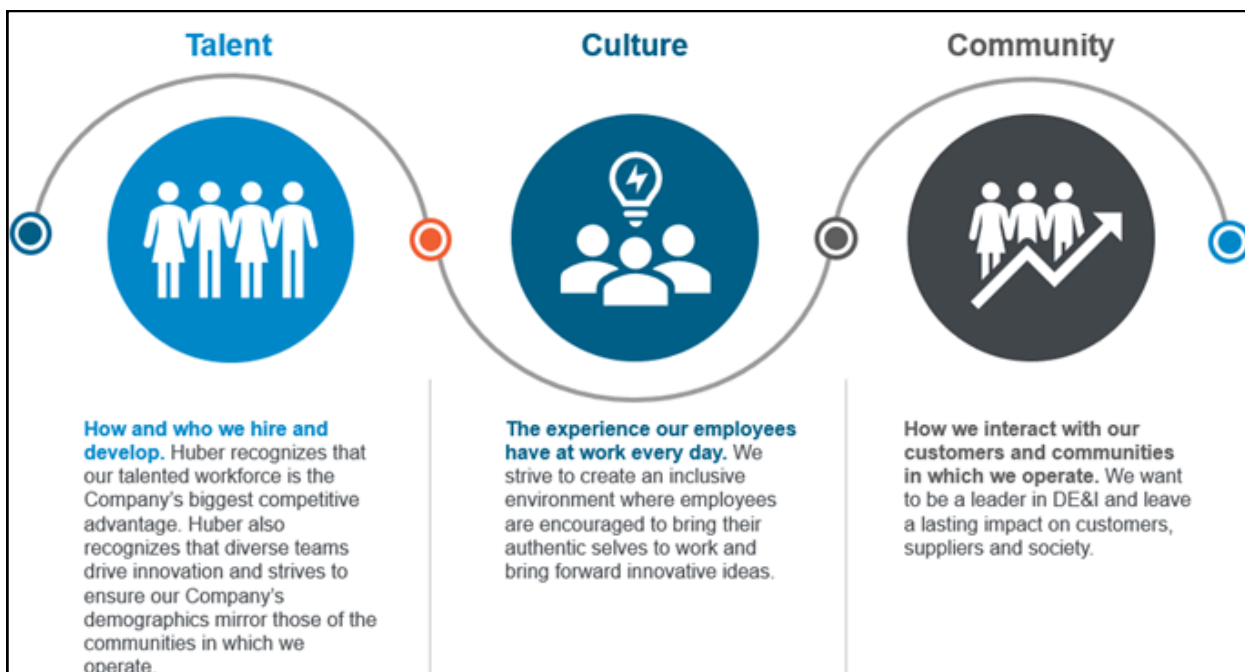 Talent
Culture
Community
How and who we hire and
develop. Huber recognizes that
our talented workforce is the
Company's biggest competitive
advantage. Huber also
recognizes that diverse teams
drive innovation and strives to
ensure our Company's
demographics mirror those of the
communities in which we
operate.
The experience our employees
have at work every day. We
strive to create an inclusive
environment where employees
are encouraged to bring their
authentic selves to work and
bring forward innovative ideas.
How we interact with our
customers and communities
in which we operate. We want
to be a leader in DE&I and leave
a lasting impact on customers,
suppliers and society.